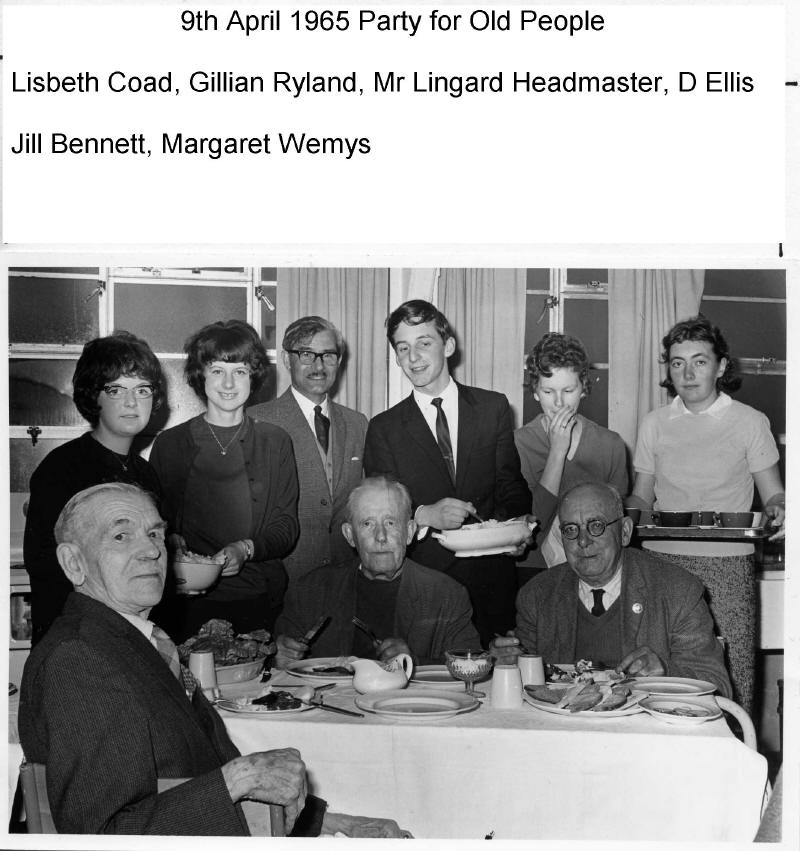 9th April 1965 Party for Old People
Lisbeth Coad, Gillian Ryland, Mr Lingard Headmaster, D Ellis
Jill Bennett, Margaret Wemys